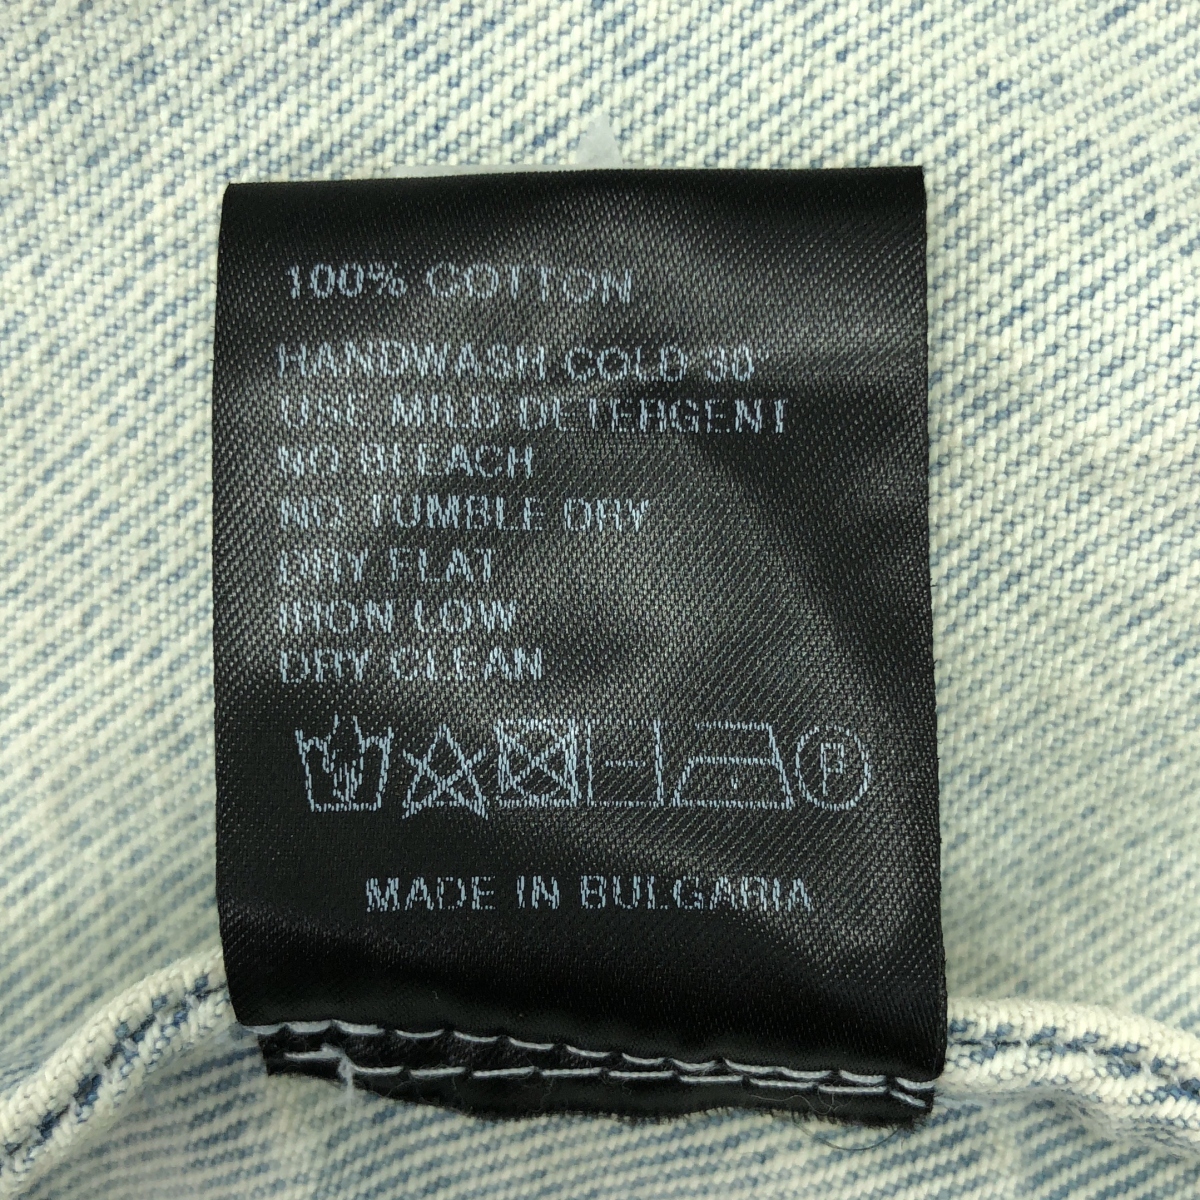 100% COTTON
HANDWASH COLD 30°
USE MILD DETERGENT
NO BLEACH
NO TUMBLE DRY
DRY FLAT
IRON LOW
DRY CLEAN
P
MADE IN BULGARIA